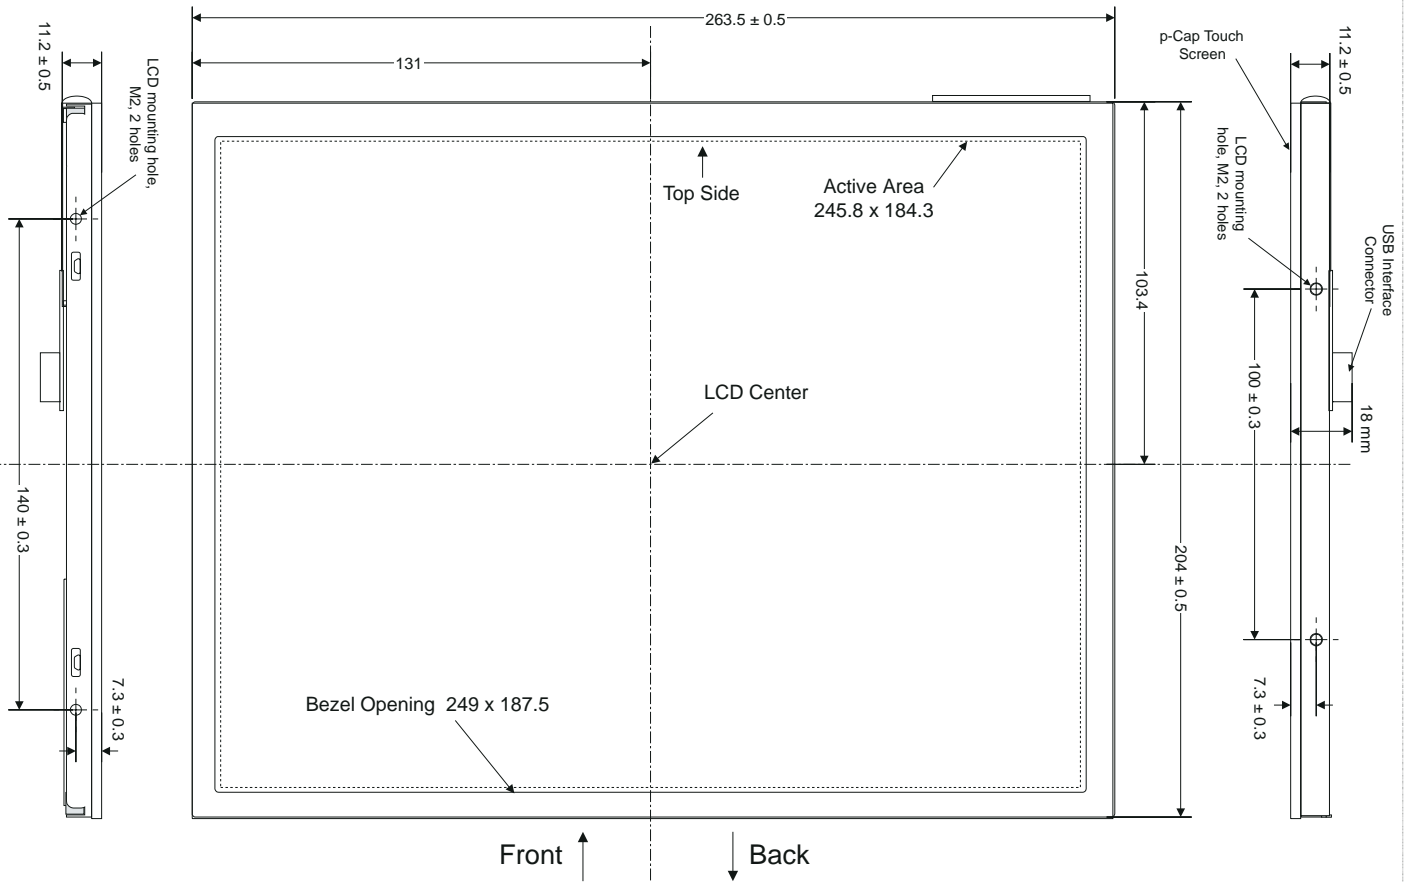 263.5 ± 0.5
131
11.2 ± 0.5
LCD mounting hole,
M2, 2 holes
p-Cap Touch
Screen
11.2 ± 0.5
Top Side
Active Area
245.8 x 184.3
LCD mounting
hole, M2, 2 holes
USB Interface
Connector
103.4
LCD Center
100 ± 0.3
18 mm
140 ± 0.3
204 ± 0.5
7.3 ± 0.3
Bezel Opening 249 x 187.5
7.3 ± 0.3
Front
Back